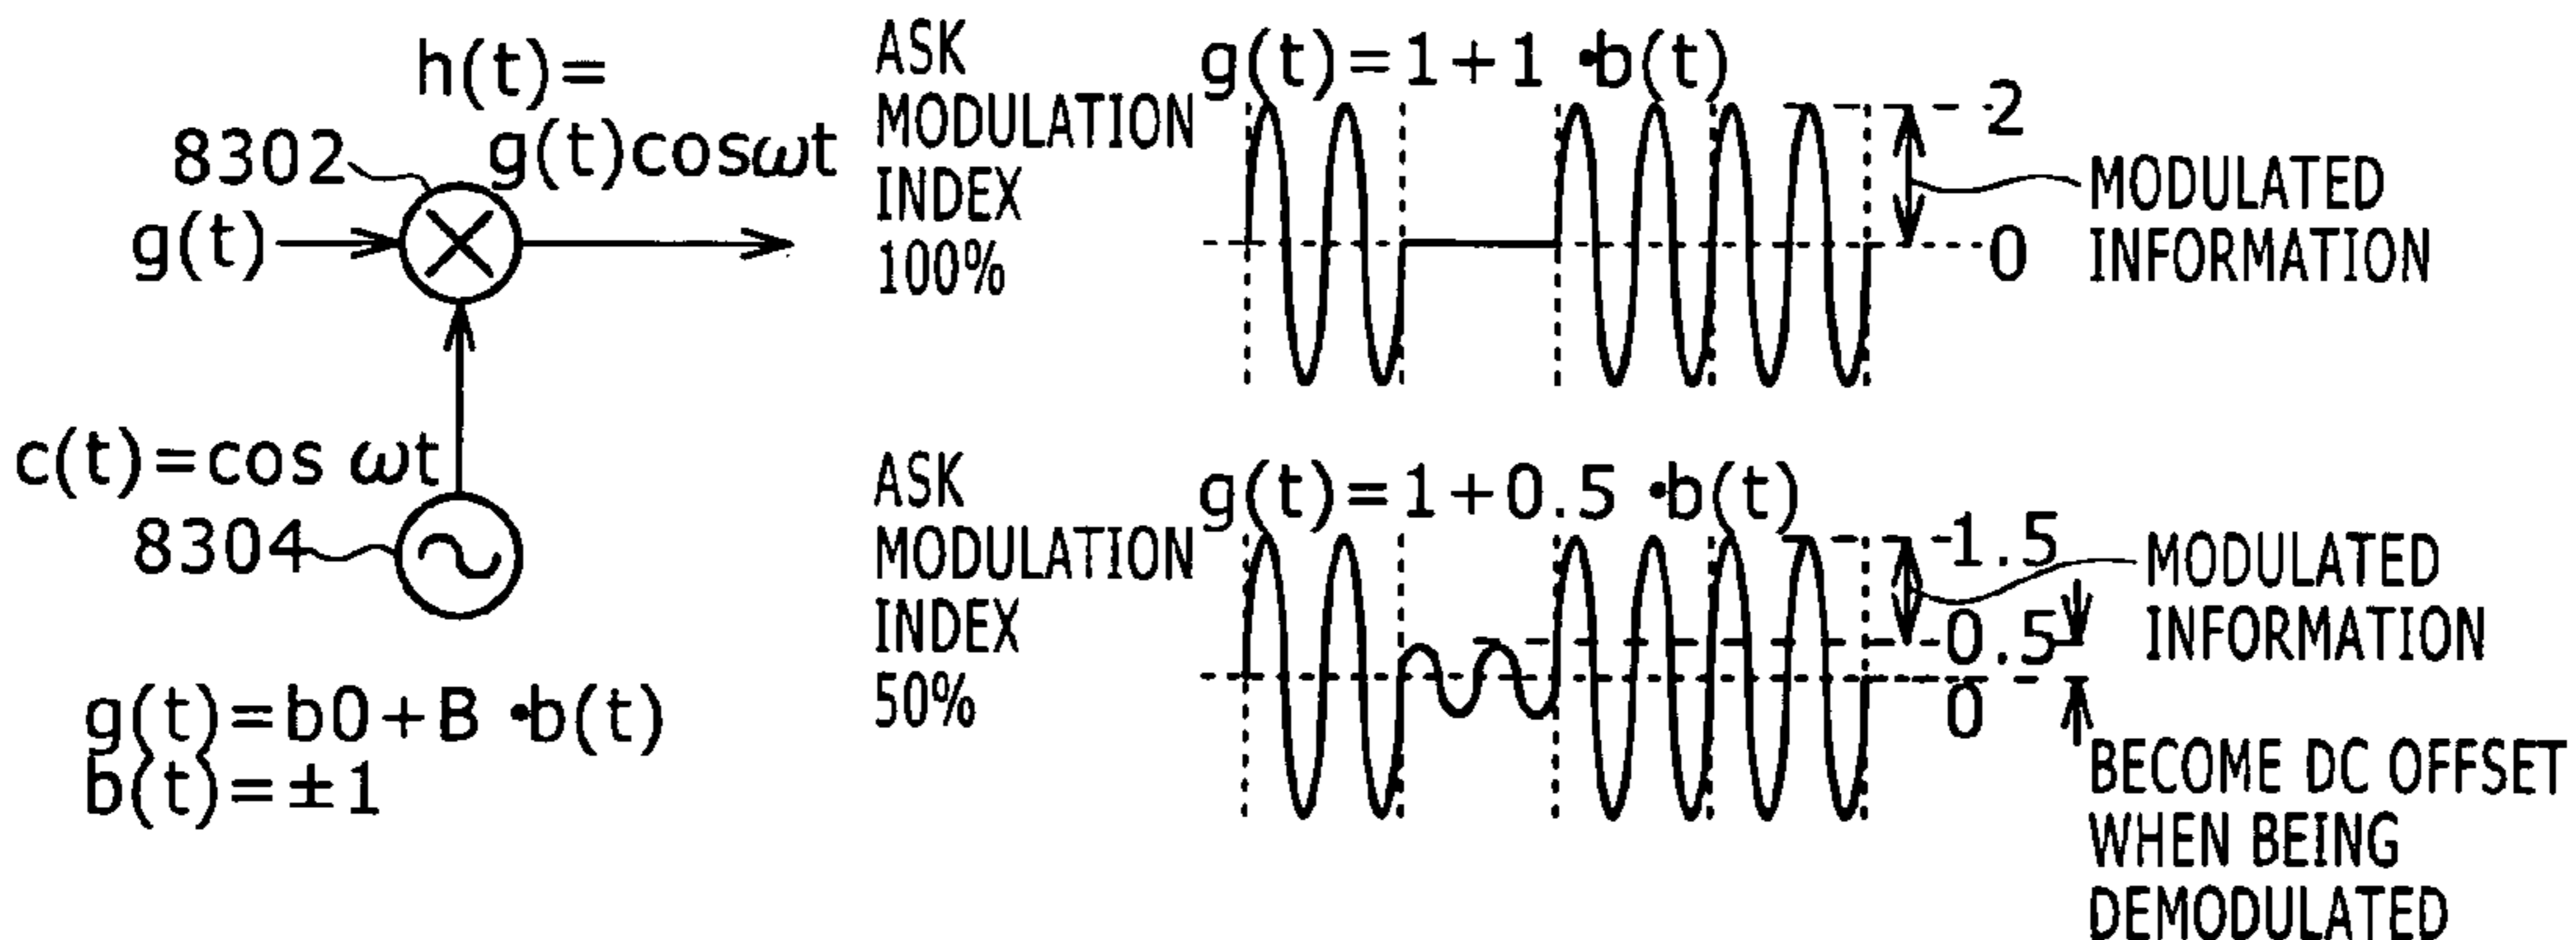 h(t)=
g(t)cosωt
8302
g(t)
c(t)=cos ωt
8304
g(t)=b0+B •b(t)
b(t)=±1
ASK
MODULATION
INDEX
100%
g(t)=1+1 •b(t)
2
0
MODULATED
INFORMATION
ASK
MODULATION
INDEX
50%
g(t)=1+0.5 •b(t)
1.5
0.5
0
MODULATED
INFORMATION
BECOME DC OFFSET
WHEN BEING
DEMODULATED